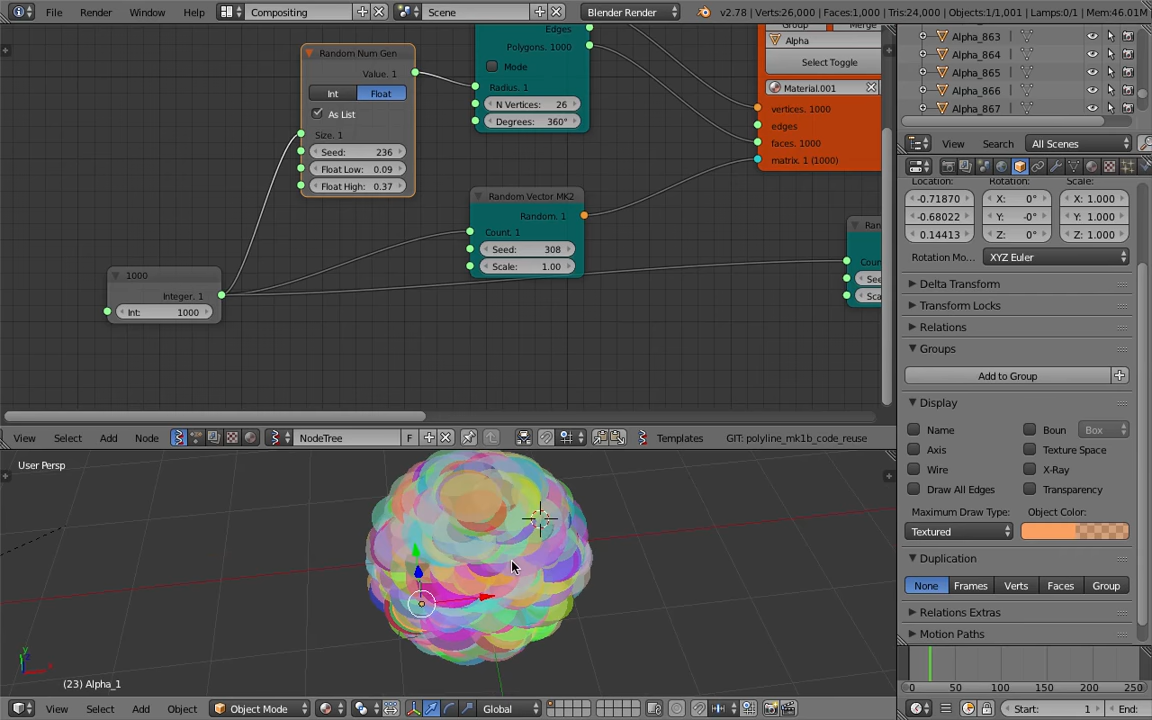 File Render Window Help Compositing Scene Blender Render v2.78 | Verts:26,000 | Faces:1,000 | Tris:24,000 | Objects:1/1,001 | Lamps:0/1 | Mem:46.01M
Random Num Gen
Value. 1
Int Float
As List
Size. 1
Seed: 236
Float Low: 0.09
Float High: 0.37
Edges
Polygons. 1000
Mode
Radius. 1
N Vertices: 26
Degrees: 360°
Random Vector MK2
Random. 1
Count. 1
Seed: 308
Scale: 1.00
1000
Integer. 1
Int: 1000
Alpha
Select Toggle
Material.001
vertices. 1000
edges
faces. 1000
matrix. 1 (1000)
View Select Add Node NodeTree F Templates GIT: polyline_mk1b_code_reuse
User Persp
(23) Alpha_1
View Select Add Object Object Mode Global
Alpha_863
Alpha_864
Alpha_865
Alpha_866
Alpha_867
View Search All Scenes
Location: Rotation: Scale:
-0.71870 X: 0° X: 1.000
-0.68022 Y: -0° Y: 1.000
0.14413 Z: 0° Z: 1.000
Rotation Mo... XYZ Euler
Delta Transform
Transform Locks
Relations
Groups
Add to Group
Display
Name Boun Box
Axis Texture Space
Wire X-Ray
Draw All Edges Transparency
Maximum Draw Type: Object Color:
Textured
Duplication
None Frames Verts Faces Group
Relations Extras
Motion Paths
0 50 100 150 200 250
Start: 1 End: